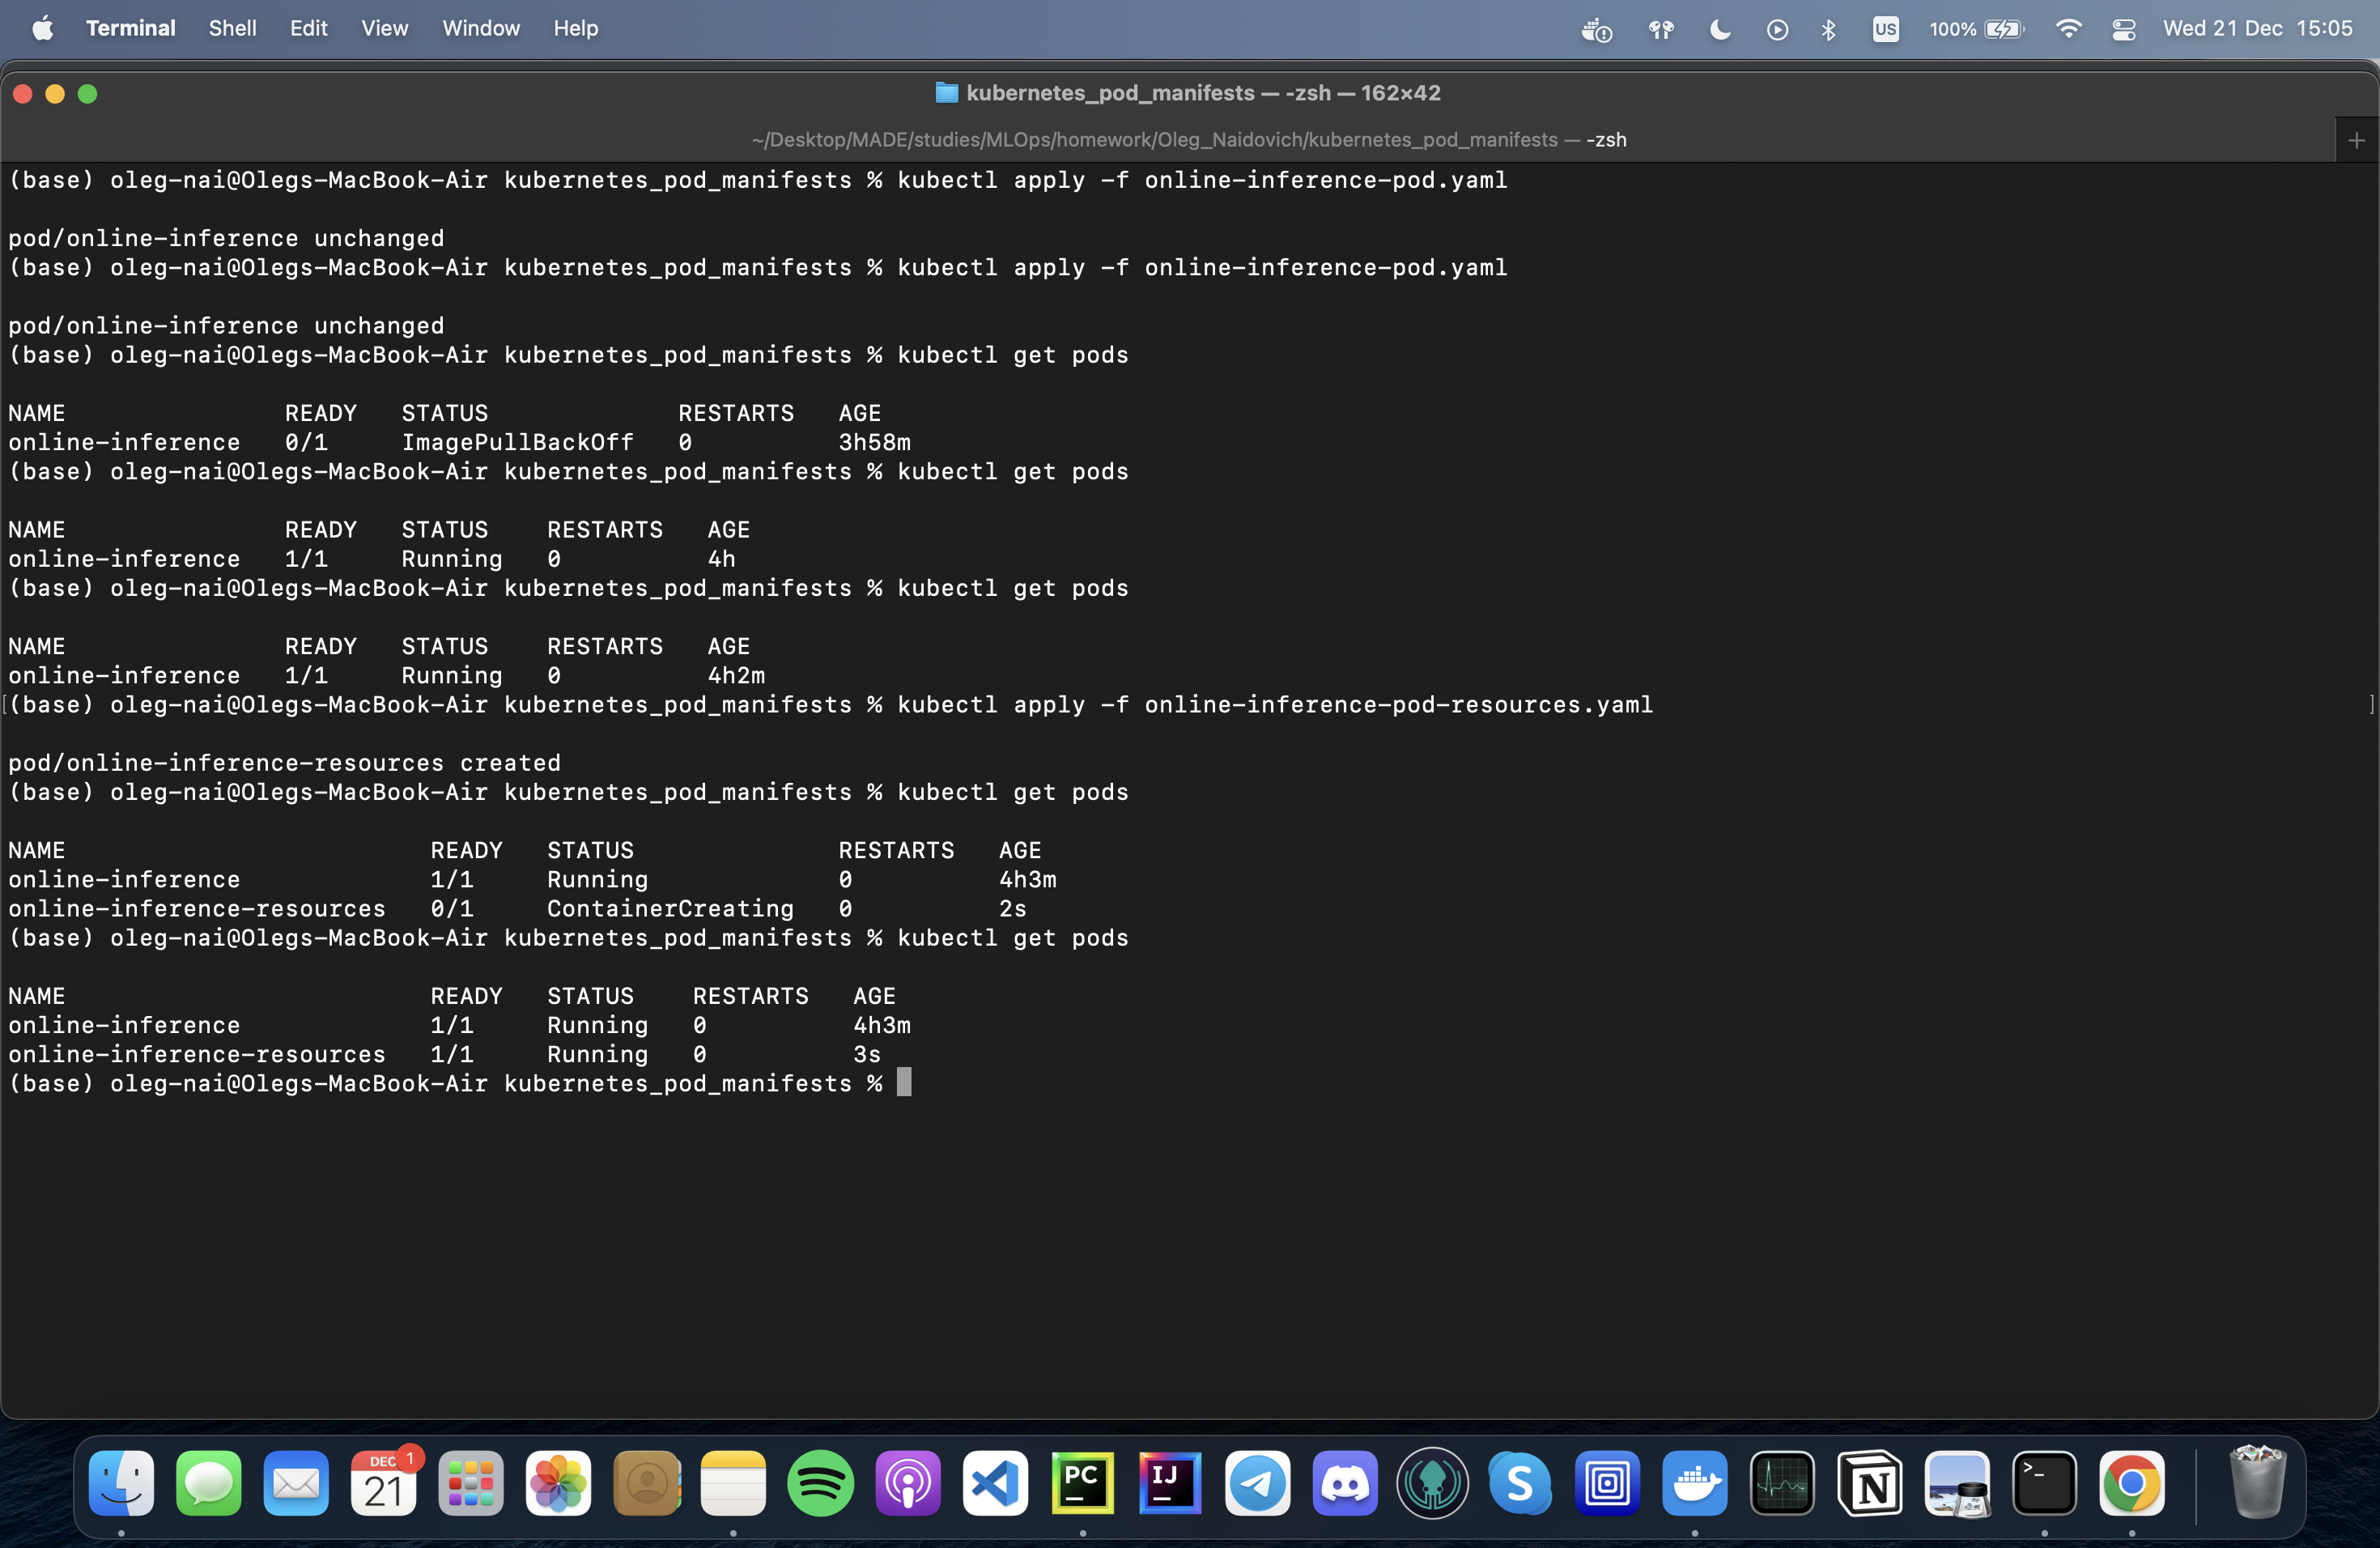 Terminal Shell Edit View Window Help US 100% Wed 21 Dec 15:05
kubernetes_pod_manifests — -zsh — 162×42
~/Desktop/MADE/studies/MLOps/homework/Oleg_Naidovich/kubernetes_pod_manifests — -zsh +
(base) oleg-nai@Olegs-MacBook-Air kubernetes_pod_manifests % kubectl apply -f online-inference-pod.yaml
pod/online-inference unchanged
(base) oleg-nai@Olegs-MacBook-Air kubernetes_pod_manifests % kubectl apply -f online-inference-pod.yaml
pod/online-inference unchanged
(base) oleg-nai@Olegs-MacBook-Air kubernetes_pod_manifests % kubectl get pods
NAME READY STATUS RESTARTS AGE
online-inference 0/1 ImagePullBackOff 0 3h58m
(base) oleg-nai@Olegs-MacBook-Air kubernetes_pod_manifests % kubectl get pods
NAME READY STATUS RESTARTS AGE
online-inference 1/1 Running 0 4h
(base) oleg-nai@Olegs-MacBook-Air kubernetes_pod_manifests % kubectl get pods
NAME READY STATUS RESTARTS AGE
online-inference 1/1 Running 0 4h2m
[(base) oleg-nai@Olegs-MacBook-Air kubernetes_pod_manifests % kubectl apply -f online-inference-pod-resources.yaml ]
pod/online-inference-resources created
(base) oleg-nai@Olegs-MacBook-Air kubernetes_pod_manifests % kubectl get pods
NAME READY STATUS RESTARTS AGE
online-inference 1/1 Running 0 4h3m
online-inference-resources 0/1 ContainerCreating 0 2s
(base) oleg-nai@Olegs-MacBook-Air kubernetes_pod_manifests % kubectl get pods
NAME READY STATUS RESTARTS AGE
online-inference 1/1 Running 0 4h3m
online-inference-resources 1/1 Running 0 3s
(base) oleg-nai@Olegs-MacBook-Air kubernetes_pod_manifests %
DEC 1
21
PC
IJ
S
N
>_